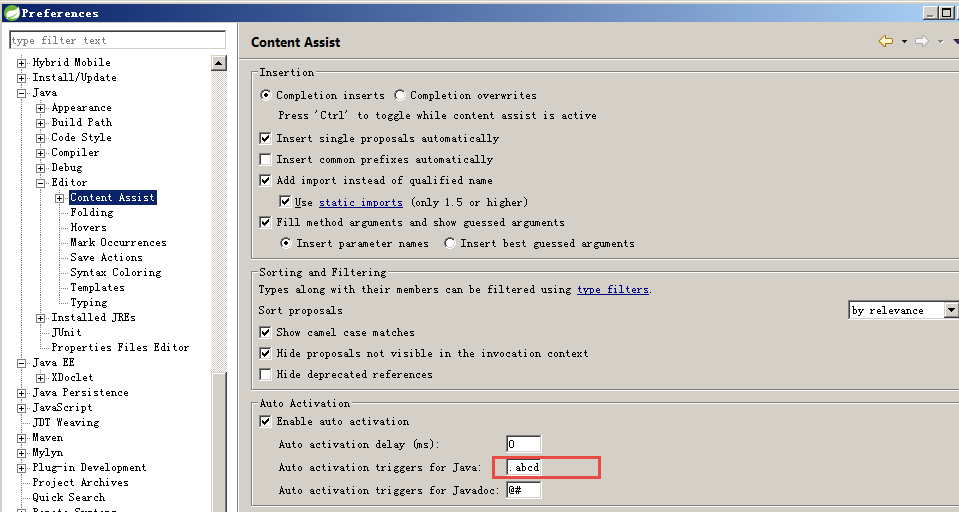 Preferences
type filter text
Hybrid Mobile
Install/Update
Java
Appearance
Build Path
Code Style
Compiler
Debug
Editor
Content Assist
Folding
Hovers
Mark Occurrences
Save Actions
Syntax Coloring
Templates
Typing
Installed JREs
JUnit
Properties Files Editor
Java EE
XDoclet
Java Persistence
JavaScript
JDT Weaving
Maven
Mylyn
Plug-in Development
Project Archives
Quick Search
Content Assist
Insertion
Completion inserts Completion overwrites
Press 'Ctrl' to toggle while content assist is active
Insert single proposals automatically
Insert common prefixes automatically
Add import instead of qualified name
Use static imports (only 1.5 or higher)
Fill method arguments and show guessed arguments
Insert parameter names Insert best guessed arguments
Sorting and Filtering
Types along with their members can be filtered using type filters.
Sort proposals by relevance
Show camel case matches
Hide proposals not visible in the invocation context
Hide deprecated references
Auto Activation
Enable auto activation
Auto activation delay (ms): 0
Auto activation triggers for Java: .abcd
Auto activation triggers for Javadoc: @#